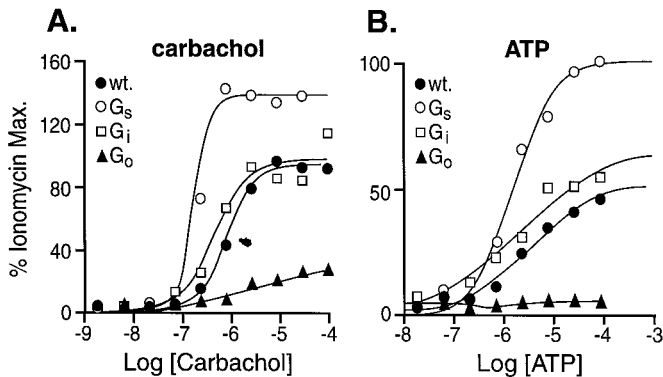 A.
carbachol
160
120
80
40
0
% Ionomycin Max.
wt.
Gs
Gi
Go
-9 -8 -7 -6 -5 -4
Log [Carbachol]
B.
ATP
100
50
0
wt.
Gs
Gi
Go
-8 -7 -6 -5 -4 -3
Log [ATP]